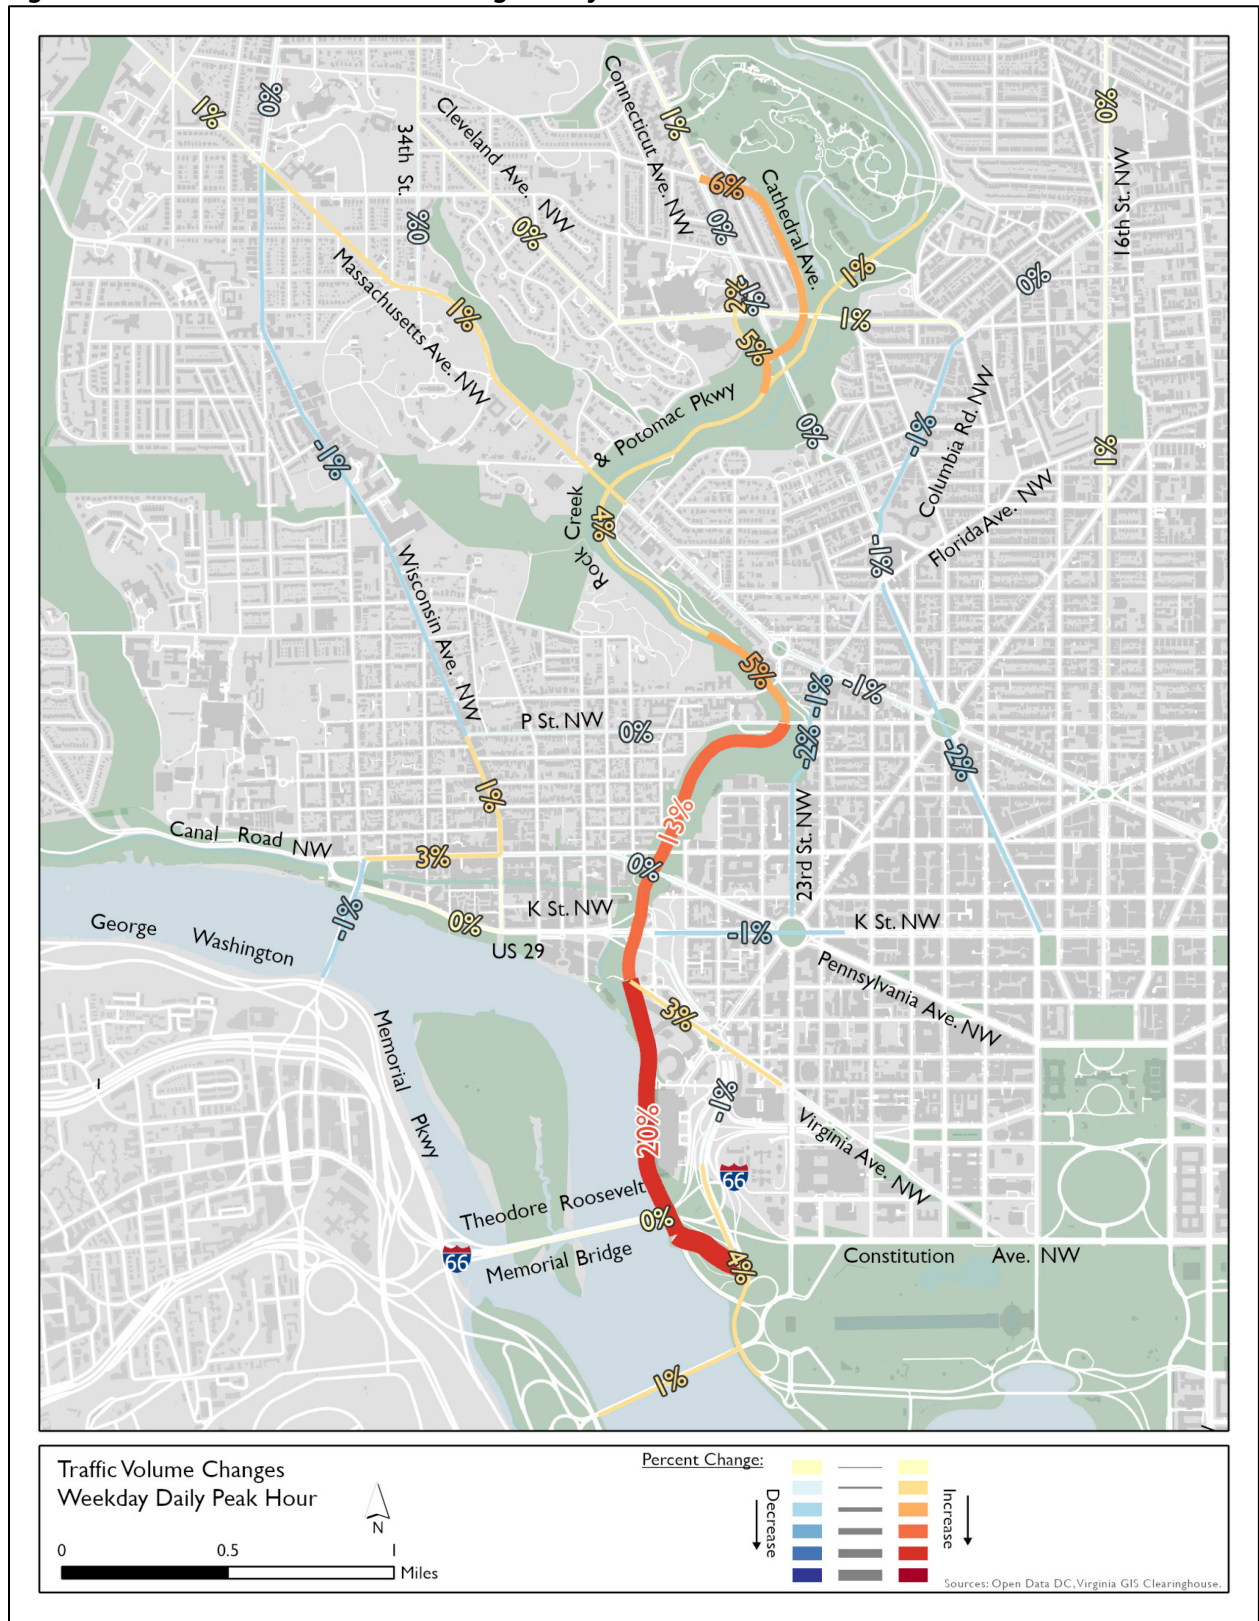 Connecticut Ave. NW
1%
0%
1%
0%
Cleveland Ave. NW
34th St.
6%
Cathedral Ave.
16th St. NW
0%
0%
0%
1%
0%
Massachusetts Ave. NW
1%
2%
-1%
1%
5%
& Potomac Pkwy
Columbia Rd. NW
-1%
0%
1%
-1%
Rock Creek
4%
Florida Ave. NW
-1%
Wisconsin Ave. NW
5%
-1%
-1%
P St. NW
0%
-2%
-2%
1%
13%
Canal Road NW
3%
0%
23rd St. NW
-1%
0%
K St. NW
-1%
K St. NW
George Washington
US 29
Pennsylvania Ave. NW
3%
Memorial Pkwy
-1%
20%
Virginia Ave. NW
66
Theodore Roosevelt
0%
66
Memorial Bridge
4%
Constitution Ave. NW
1%
Traffic Volume Changes
Weekday Daily Peak Hour
N
0 0.5 1
Miles
Percent Change:
Decrease
Increase
Sources: Open Data DC, Virginia GIS Clearinghouse.